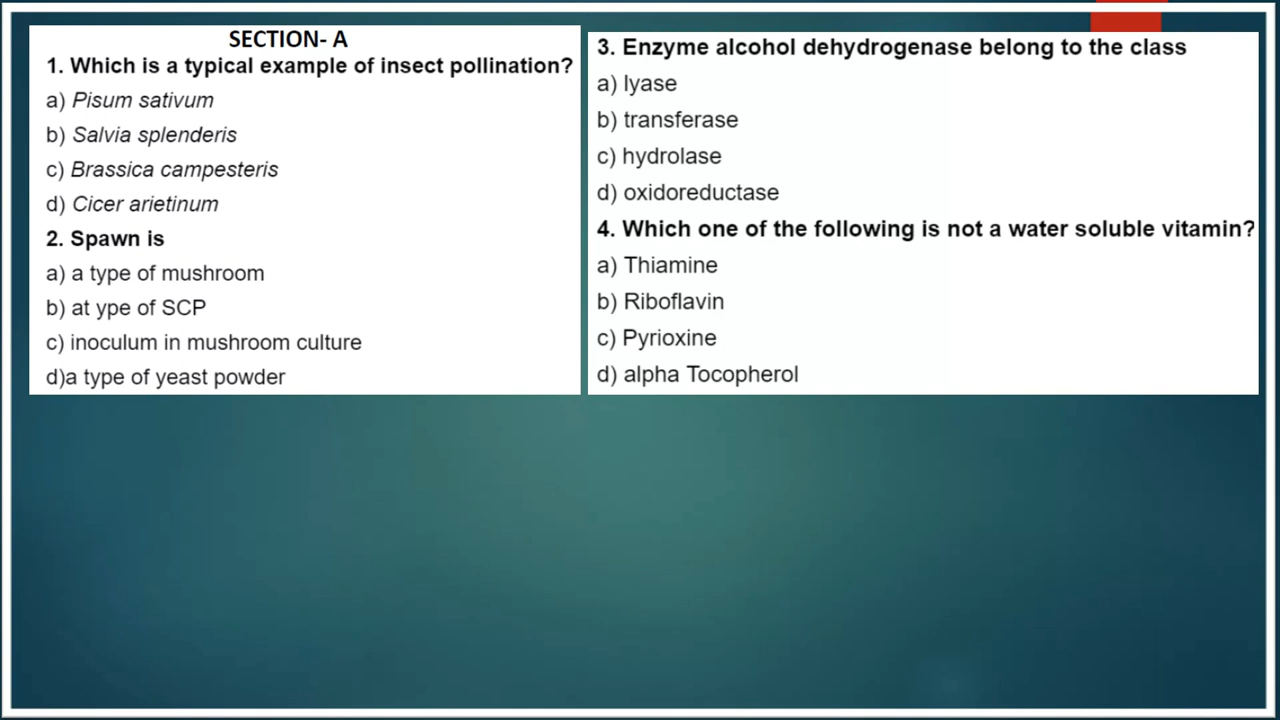 SECTION- A
1. Which is a typical example of insect pollination?
a) Pisum sativum
b) Salvia splenderis
c) Brassica campesteris
d) Cicer arietinum
2. Spawn is
a) a type of mushroom
b) at ype of SCP
c) inoculum in mushroom culture
d)a type of yeast powder
3. Enzyme alcohol dehydrogenase belong to the class
a) lyase
b) transferase
c) hydrolase
d) oxidoreductase
4. Which one of the following is not a water soluble vitamin?
a) Thiamine
b) Riboflavin
c) Pyrioxine
d) alpha Tocopherol